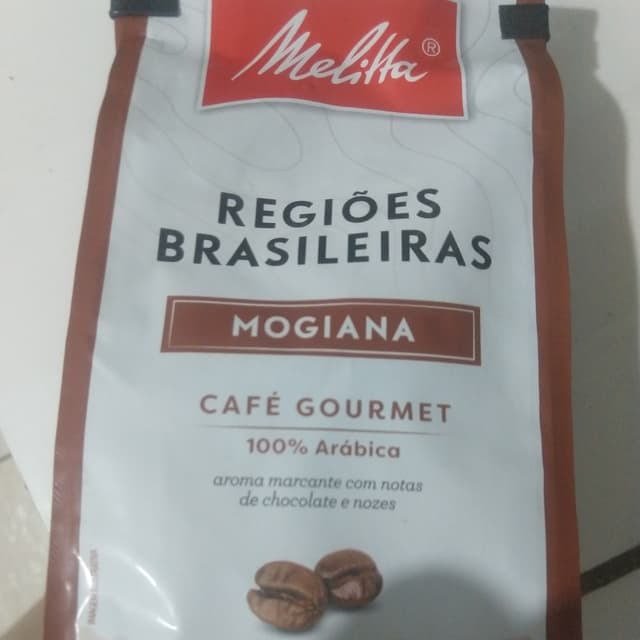 Melitta®
REGIÕES
BRASILEIRAS
MOGIANA
CAFÉ GOURMET
100% Arábica
aroma marcante com notas
de chocolate e nozes